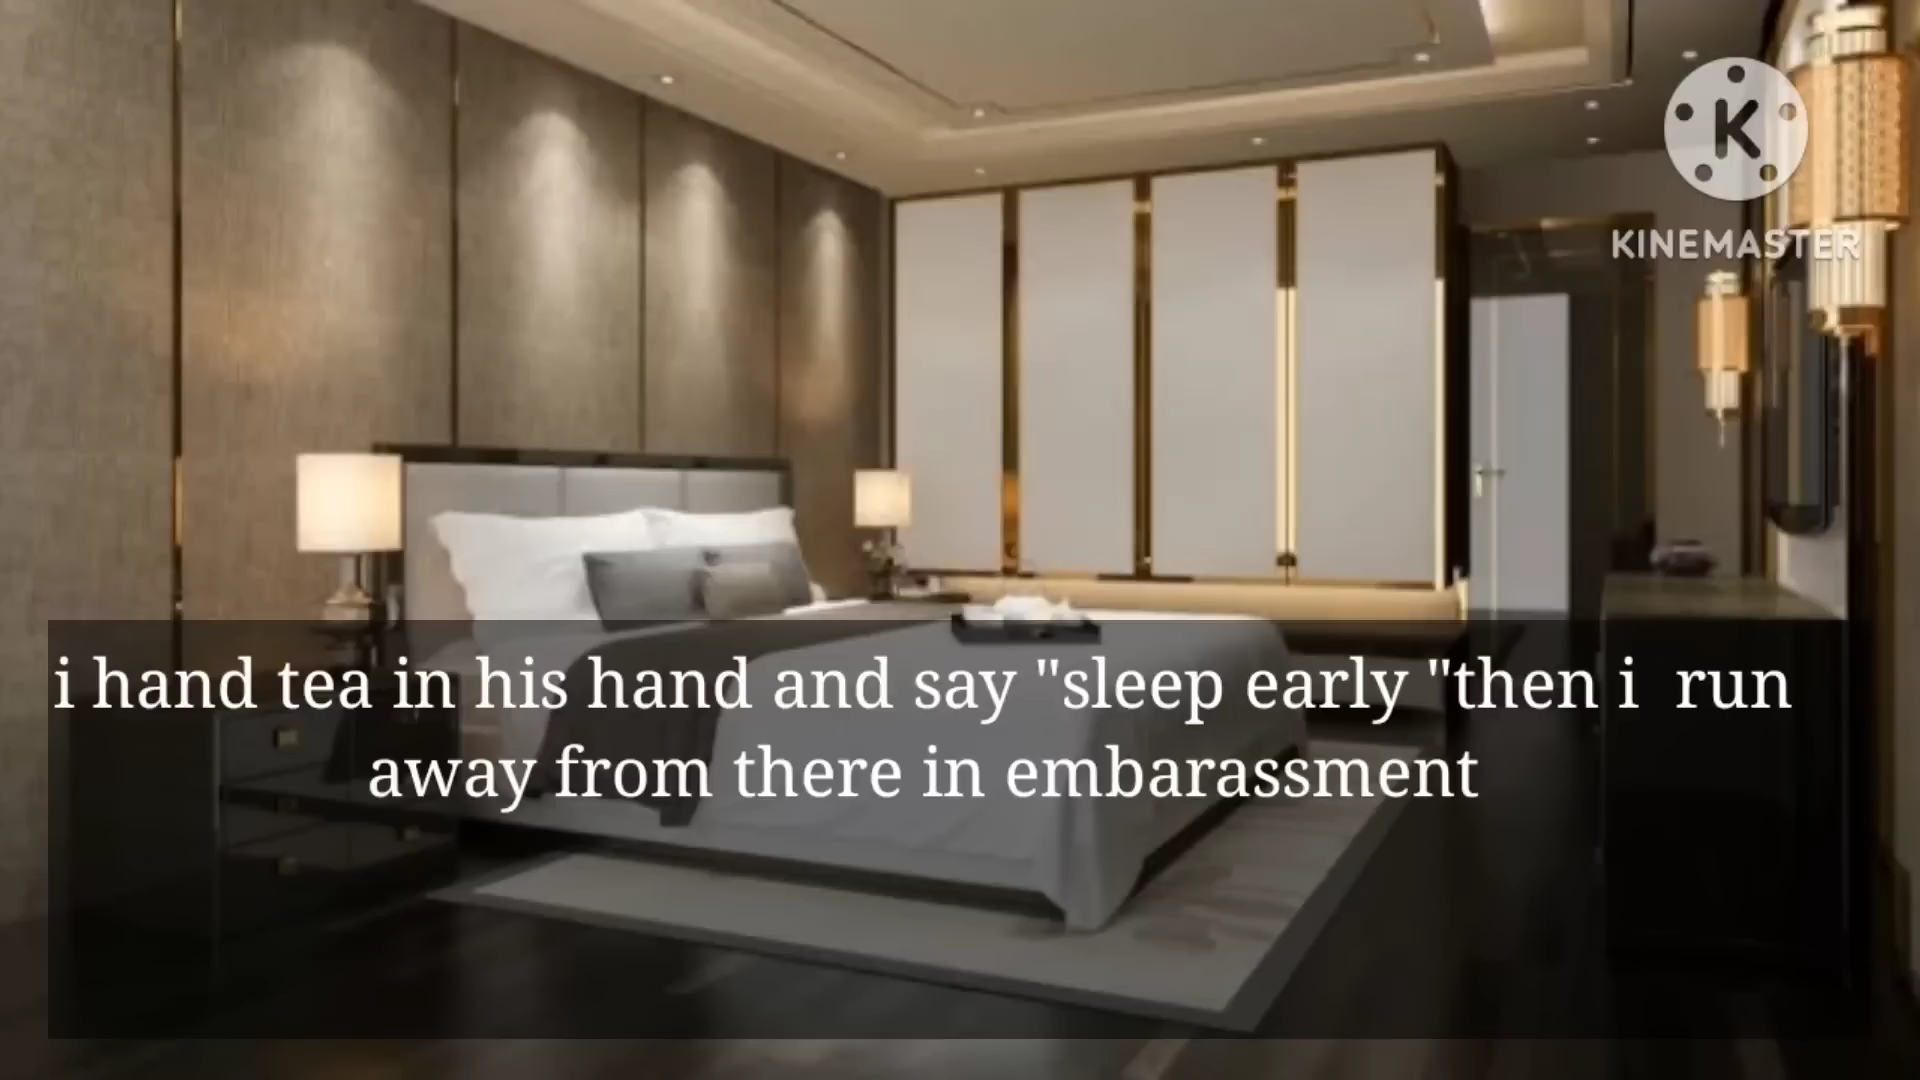 K
KINEMASTER
i hand tea in his hand and say "sleep early "then i  run
away from there in embarassment